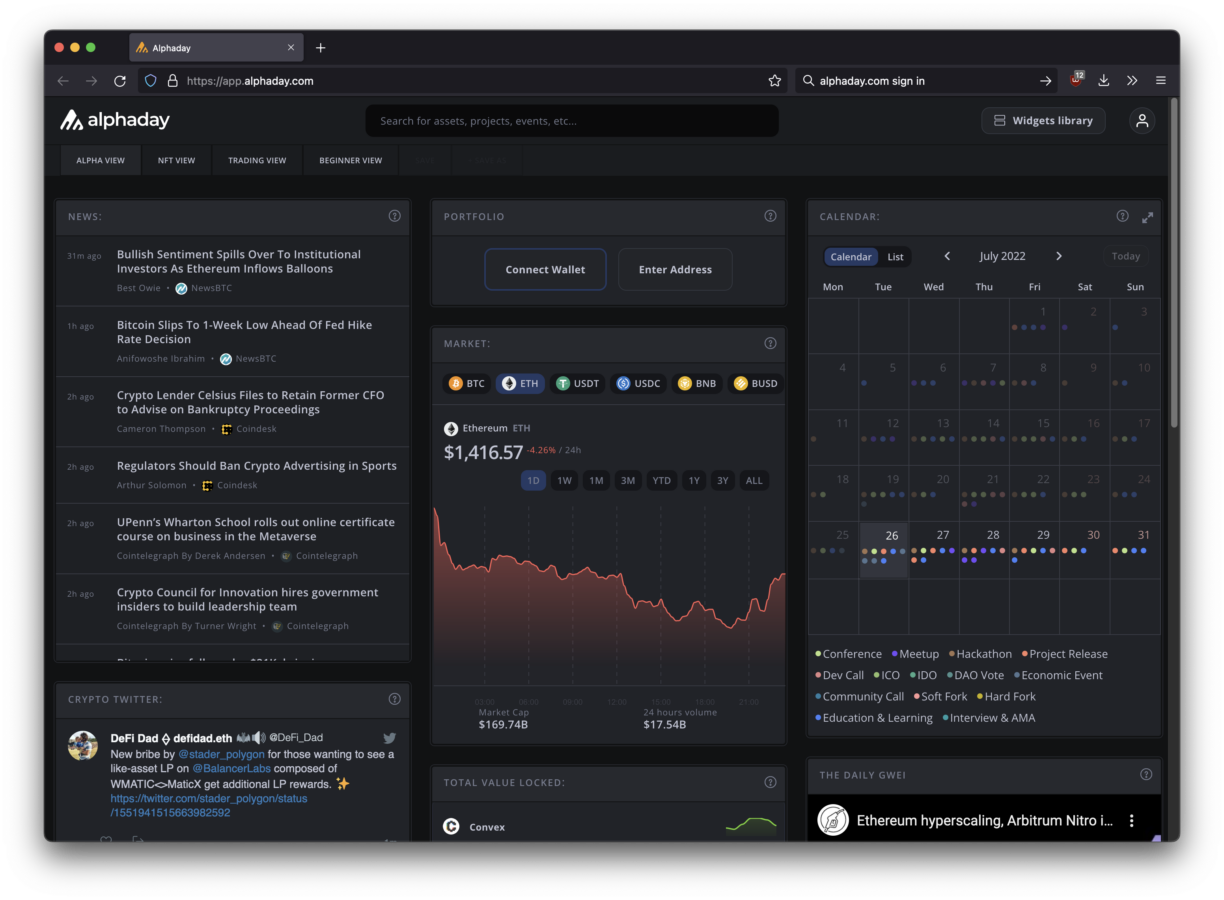 Alphaday
https://app.alphaday.com
alphaday.com sign in
12
alphaday
Search for assets, projects, events, etc...
Widgets library
ALPHA VIEW
NFT VIEW
TRADING VIEW
BEGINNER VIEW
NEWS:
31m ago
Bullish Sentiment Spills Over To Institutional
Investors As Ethereum Inflows Balloons
Best Owie • NewsBTC
1h ago
Bitcoin Slips To 1-Week Low Ahead Of Fed Hike
Rate Decision
Anifowoshe Ibrahim • NewsBTC
2h ago
Crypto Lender Celsius Files to Retain Former CFO
to Advise on Bankruptcy Proceedings
Cameron Thompson • Coindesk
2h ago
Regulators Should Ban Crypto Advertising in Sports
Arthur Solomon • Coindesk
2h ago
UPenn's Wharton School rolls out online certificate
course on business in the Metaverse
Cointelegraph By Derek Andersen • Cointelegraph
2h ago
Crypto Council for Innovation hires government
insiders to build leadership team
Cointelegraph By Turner Wright • Cointelegraph
CRYPTO TWITTER:
DeFi Dad defidad.eth @DeFi_Dad
New bribe by @stader_polygon for those wanting to see a
like-asset LP on @BalancerLabs composed of
WMATIC<>MaticX get additional LP rewards. ✨
https://twitter.com/stader_polygon/status
/1551941515663982592
PORTFOLIO
Connect Wallet
Enter Address
MARKET:
BTC
ETH
USDT
USDC
BNB
BUSD
Ethereum ETH
$1,416.57 -4.26% / 24h
1D
1W
1M
3M
YTD
1Y
3Y
ALL
03:00 06:00 09:00 12:00 15:00 18:00 21:00
Market Cap
$169.74B
24 hours volume
$17.54B
TOTAL VALUE LOCKED:
Convex
CALENDAR:
Calendar
List
July 2022
Today
Mon Tue Wed Thu Fri Sat Sun
1 2 3
4 5 6 7 8 9 10
11 12 13 14 15 16 17
18 19 20 21 22 23 24
25 26 27 28 29 30 31
Conference Meetup Hackathon Project Release
Dev Call ICO IDO DAO Vote Economic Event
Community Call Soft Fork Hard Fork
Education & Learning Interview & AMA
THE DAILY GWEI
Ethereum hyperscaling, Arbitrum Nitro i...